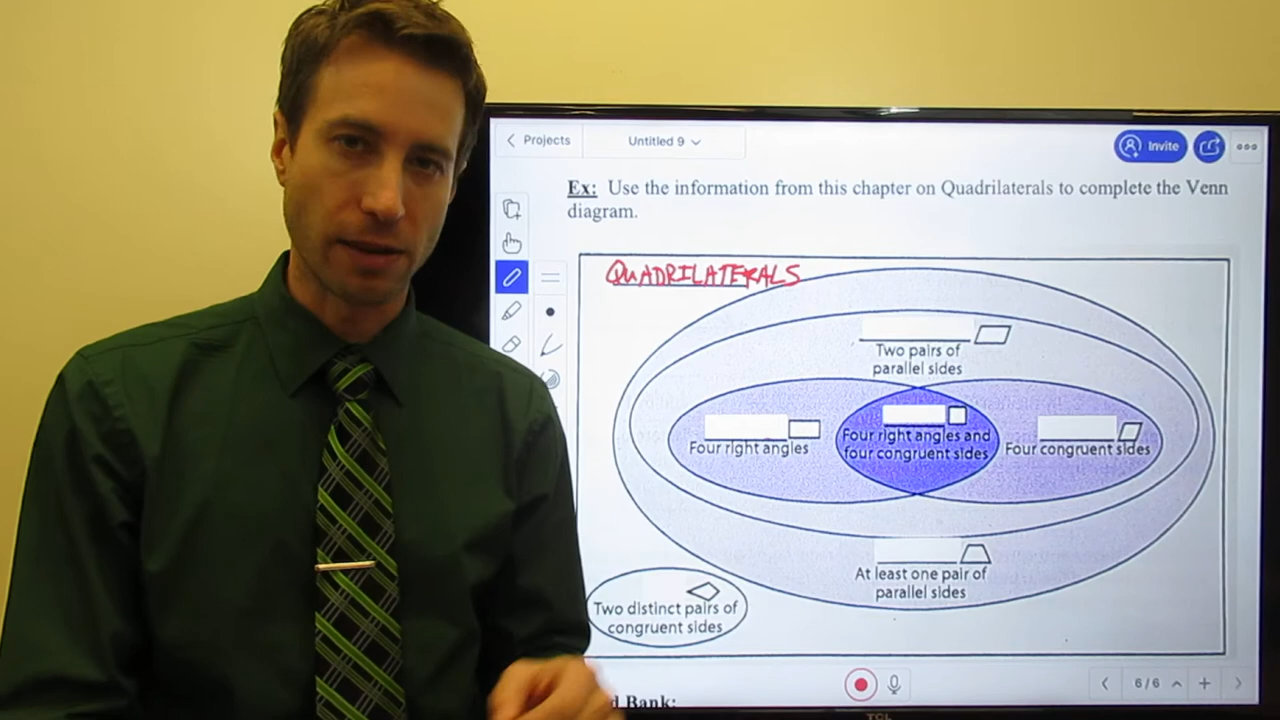 Projects
Untitled 9
Invite
Ex: Use the information from this chapter on Quadrilaterals to complete the Venn
diagram.
QUADRILATERALS
Two pairs of
parallel sides
Four right angles
Four right angles and
four congruent sides
Four congruent sides
At least one pair of
parallel sides
Two distinct pairs of
congruent sides
6/6
d Bank:
TCL